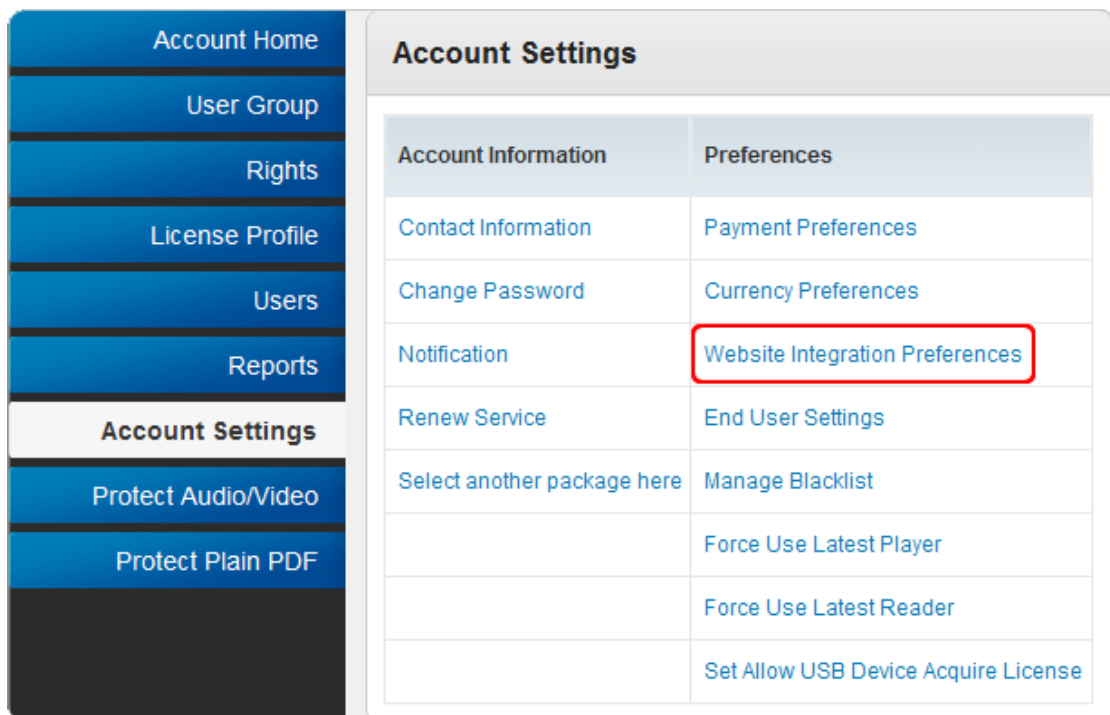 Account Home
User Group
Rights
License Profile
Users
Reports
Account Settings
Protect Audio/Video
Protect Plain PDF
Account Settings
Account Information Preferences
Contact Information Payment Preferences
Change Password Currency Preferences
Notification Website Integration Preferences
Renew Service End User Settings
Select another package here Manage Blacklist
Force Use Latest Player
Force Use Latest Reader
Set Allow USB Device Acquire License